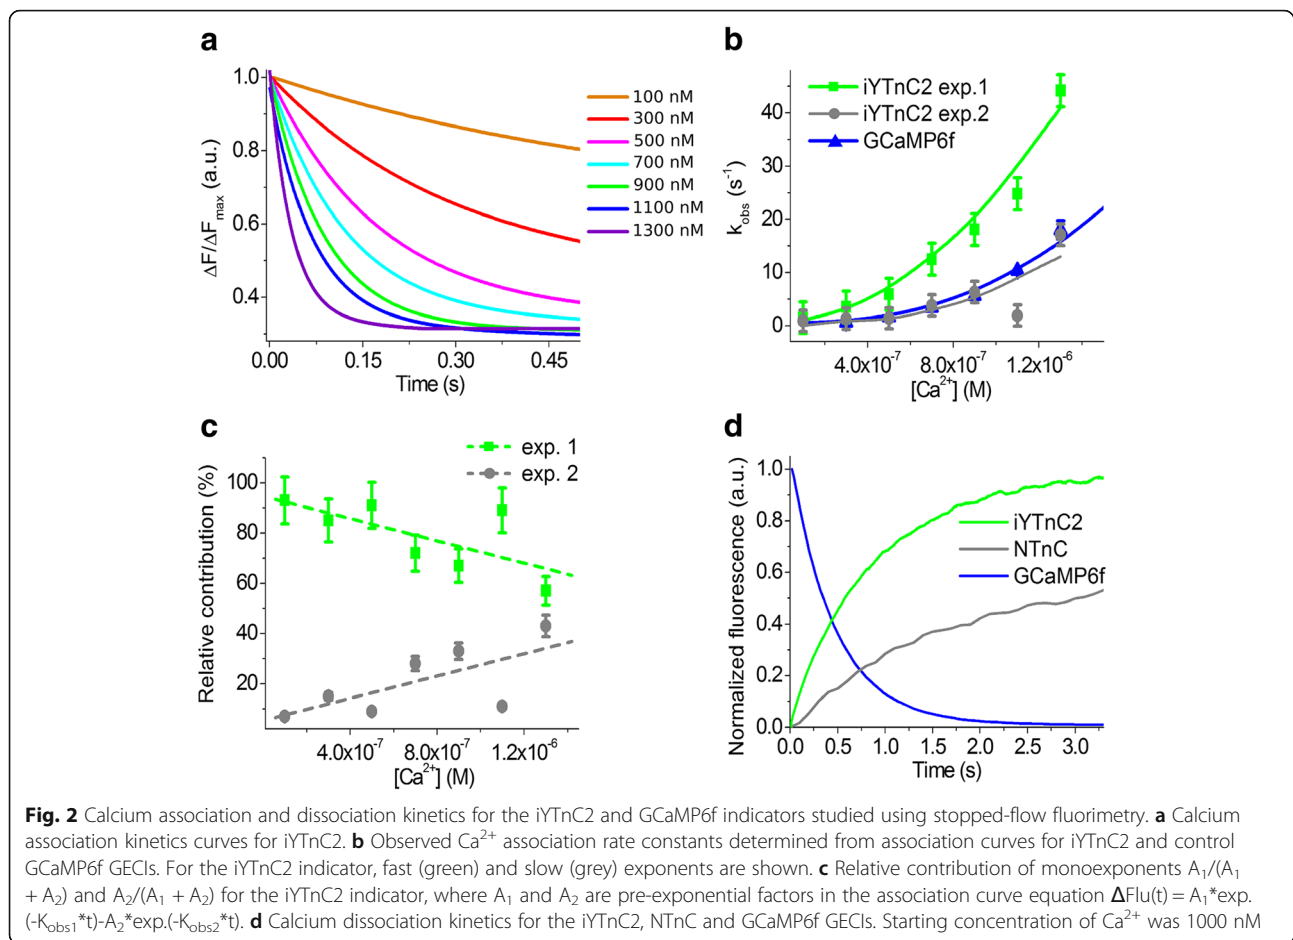 a
ΔF/ΔFmax (a.u.)
1.0
0.8
0.6
0.4
0.00
0.15
0.30
0.45
Time (s)
100 nM
300 nM
500 nM
700 nM
900 nM
1100 nM
1300 nM
b
kobs (s-1)
40
30
20
10
0
iYTnC2 exp.1
iYTnC2 exp.2
GCaMP6f
4.0x10-7
8.0x10-7
1.2x10-6
[Ca2+] (M)
c
Relative contribution (%)
100
80
60
40
20
exp. 1
exp. 2
4.0x10-7
8.0x10-7
1.2x10-6
[Ca2+] (M)
d
Normalized fluorescence (a.u.)
1.0
0.8
0.6
0.4
0.2
0.0
iYTnC2
NTnC
GCaMP6f
0.0
0.5
1.0
1.5
2.0
2.5
3.0
Time (s)
Fig. 2 Calcium association and dissociation kinetics for the iYTnC2 and GCaMP6f indicators studied using stopped-flow fluorimetry. a Calcium
association kinetics curves for iYTnC2. b Observed Ca2+ association rate constants determined from association curves for iYTnC2 and control
GCaMP6f GECIs. For the iYTnC2 indicator, fast (green) and slow (grey) exponents are shown. c Relative contribution of monoexponents A1/(A1
+ A2) and A2/(A1 + A2) for the iYTnC2 indicator, where A1 and A2 are pre-exponential factors in the association curve equation ΔFlu(t) = A1*exp.
(-Kobs1*t)-A2*exp.(-Kobs2*t). d Calcium dissociation kinetics for the iYTnC2, NTnC and GCaMP6f GECIs. Starting concentration of Ca2+ was 1000 nM